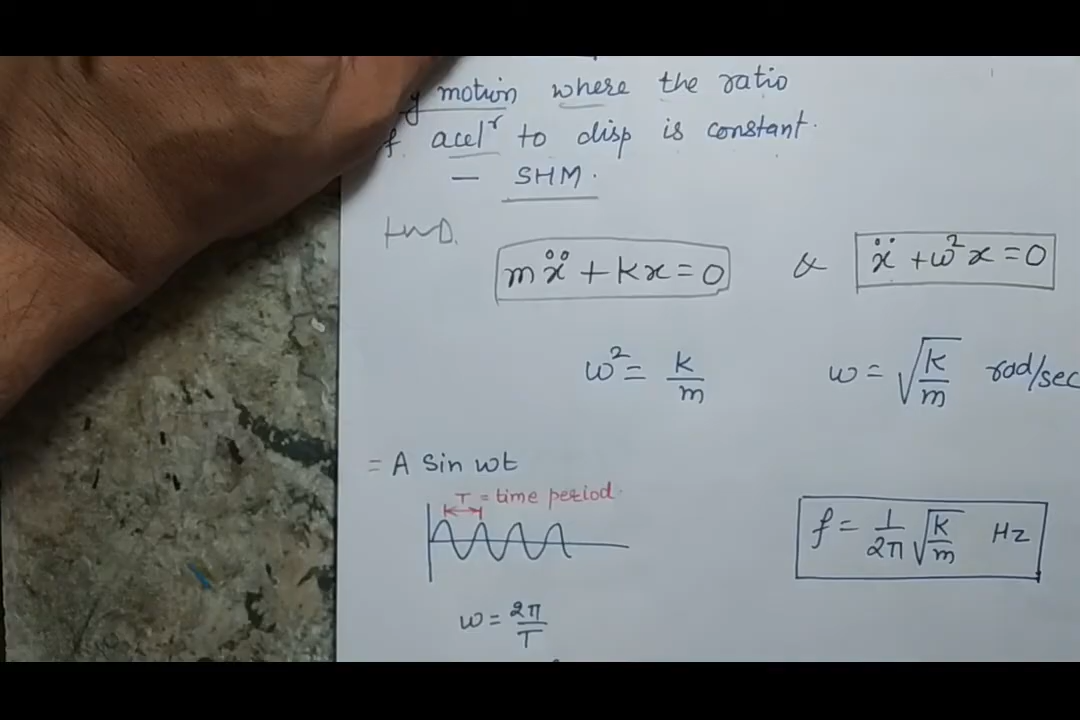 y motion where the ratio
f acelʳ to disp is constant.
— SHM.
mẍ + kx = 0 & ẍ + ω²x = 0
ω² = k/m ω = √(k/m) rad/sec
= A Sin ωt
T = time period.
f = 1/2π √(k/m) Hz
ω = 2π/T